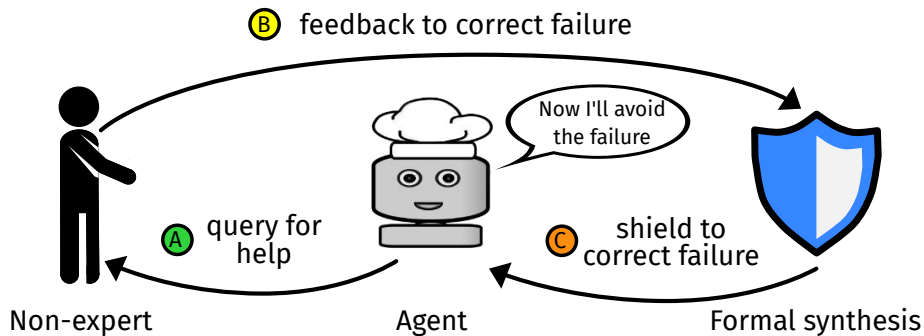 B feedback to correct failure
Now I'll avoid
the failure
A query for
help
C shield to
correct failure
Non-expert
Agent
Formal synthesis